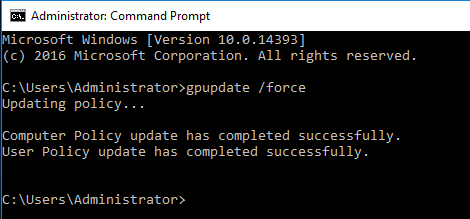 Administrator: Command Prompt
Microsoft Windows [Version 10.0.14393]
(c) 2016 Microsoft Corporation. All rights reserved.
C:\Users\Administrator>gpupdate /force
Updating policy...
Computer Policy update has completed successfully.
User Policy update has completed successfully.
C:\Users\Administrator>